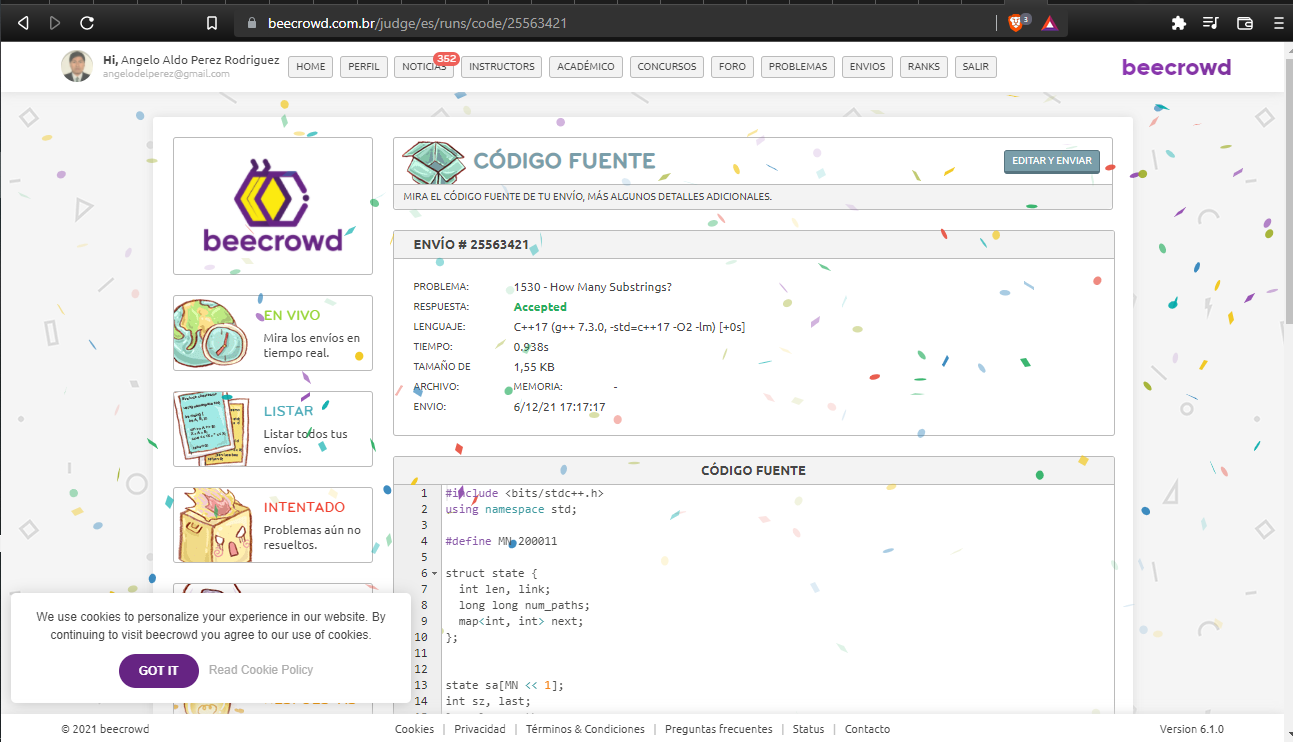 beecrowd.com.br/judge/es/runs/code/25563421
3
Hi, Angelo Aldo Perez Rodriguez
angelodelperez@gmail.com
HOME PERFIL NOTICIAS 352 INSTRUCTORS ACADÉMICO CONCURSOS FORO PROBLEMAS ENVIOS RANKS SALIR
beecrowd
beecrowd
CÓDIGO FUENTE
EDITAR Y ENVIAR
MIRA EL CÓDIGO FUENTE DE TU ENVÍO, MÁS ALGUNOS DETALLES ADICIONALES.
ENVÍO # 25563421
PROBLEMA: 1530 - How Many Substrings?
RESPUESTA: Accepted
LENGUAJE: C++17 (g++ 7.3.0, -std=c++17 -O2 -lm) [+0s]
TIEMPO: 0.938s
TAMAÑO DE 1,55 KB
ARCHIVO: MEMORIA: -
ENVIO: 6/12/21 17:17:17
EN VIVO
Mira los envíos en
tiempo real.
LISTAR
Listar todos tus
envíos.
INTENTADO
Problemas aún no
resueltos.
CÓDIGO FUENTE
1 #include <bits/stdc++.h>
2 using namespace std;
3
4 #define MN 200011
5
6 struct state {
7 int len, link;
8 long long num_paths;
9 map<int, int> next;
10 };
11
12
13 state sa[MN << 1];
14 int sz, last;
We use cookies to personalize your experience in our website. By
continuing to visit beecrowd you agree to our use of cookies.
GOT IT Read Cookie Policy
© 2021 beecrowd
Cookies | Privacidad | Términos & Condiciones | Preguntas frecuentes | Status | Contacto
Version 6.1.0